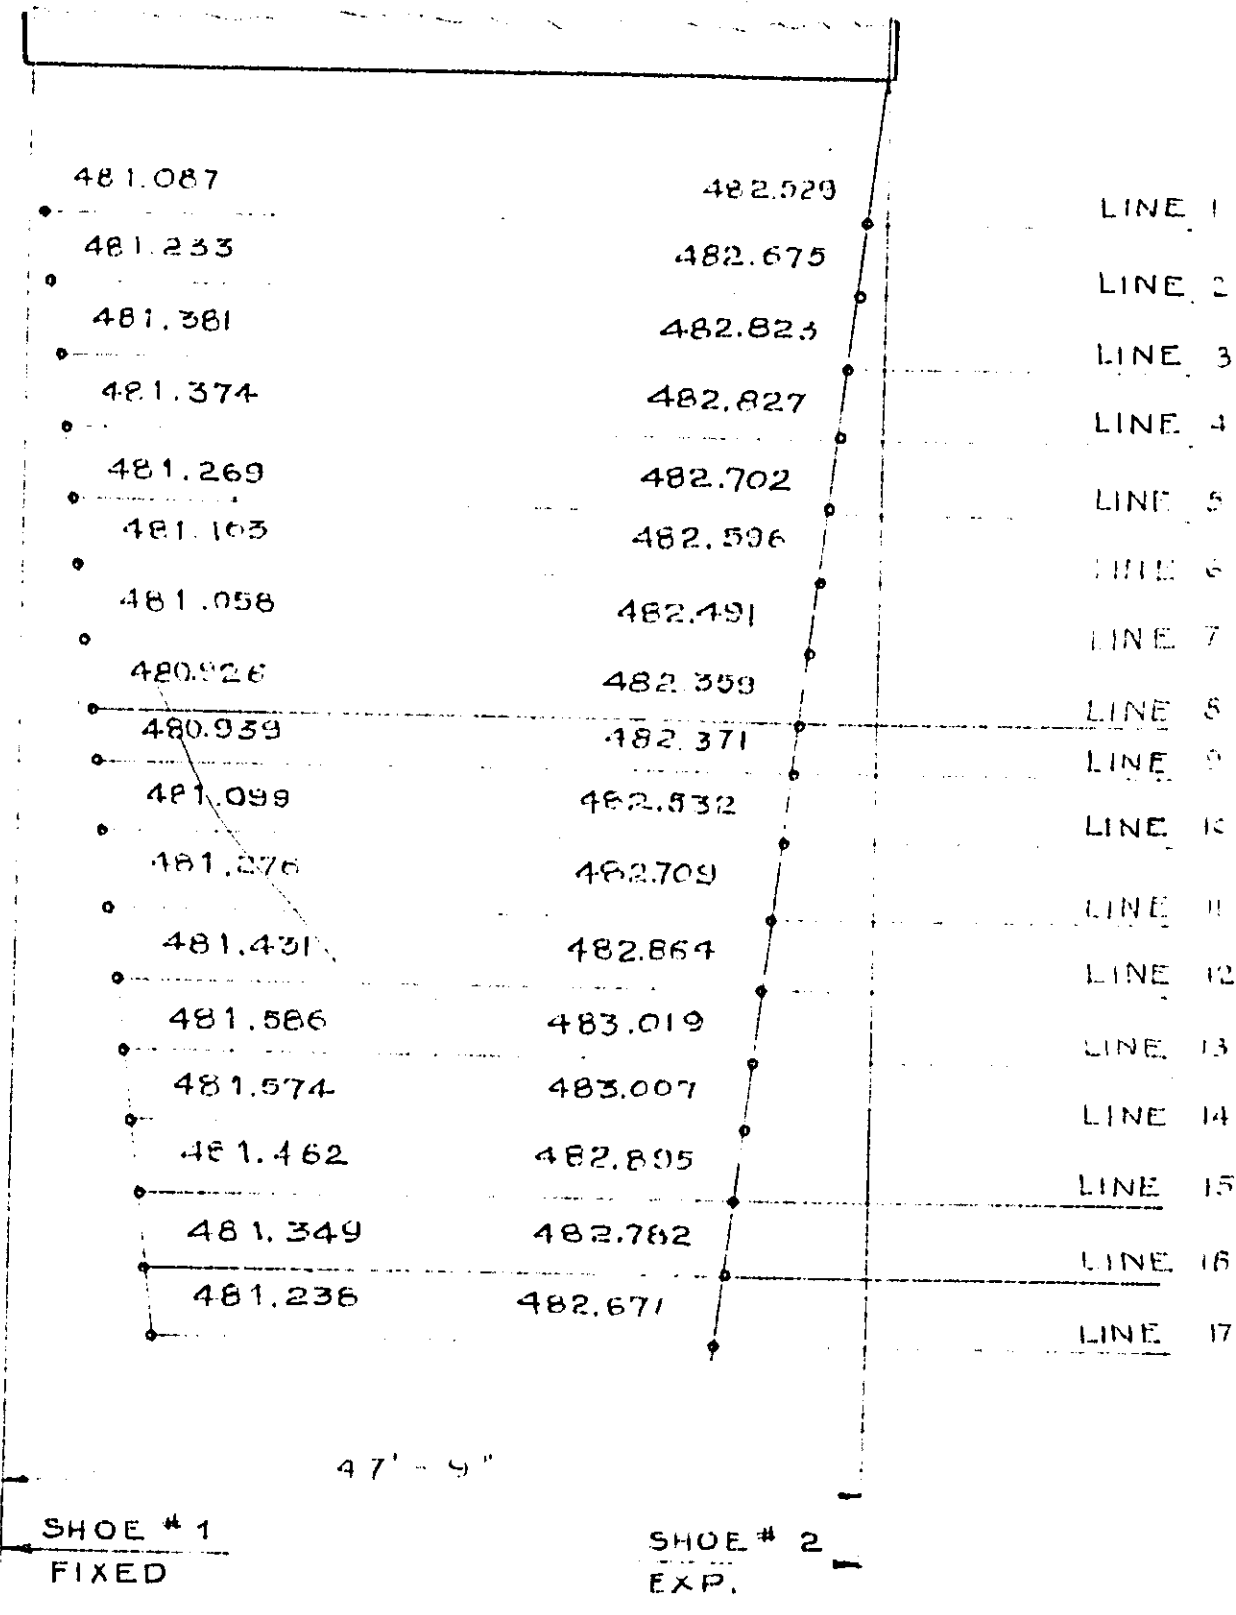 481.087 482.529 LINE 1
481.233 482.675 LINE 2
481.381 482.823 LINE 3
481.374 482.827 LINE 4
481.269 482.702 LINE 5
481.163 482.596 LINE 6
481.058 482.491 LINE 7
480.926 482.359 LINE 8
480.939 482.371 LINE 9
481.099 482.532 LINE 10
481.276 482.709 LINE 11
481.431 482.864 LINE 12
481.586 483.019 LINE 13
481.574 483.007 LINE 14
481.462 482.895 LINE 15
481.349 482.782 LINE 16
481.238 482.671 LINE 17
47'-9"
SHOE #1 SHOE # 2
FIXED EXP.